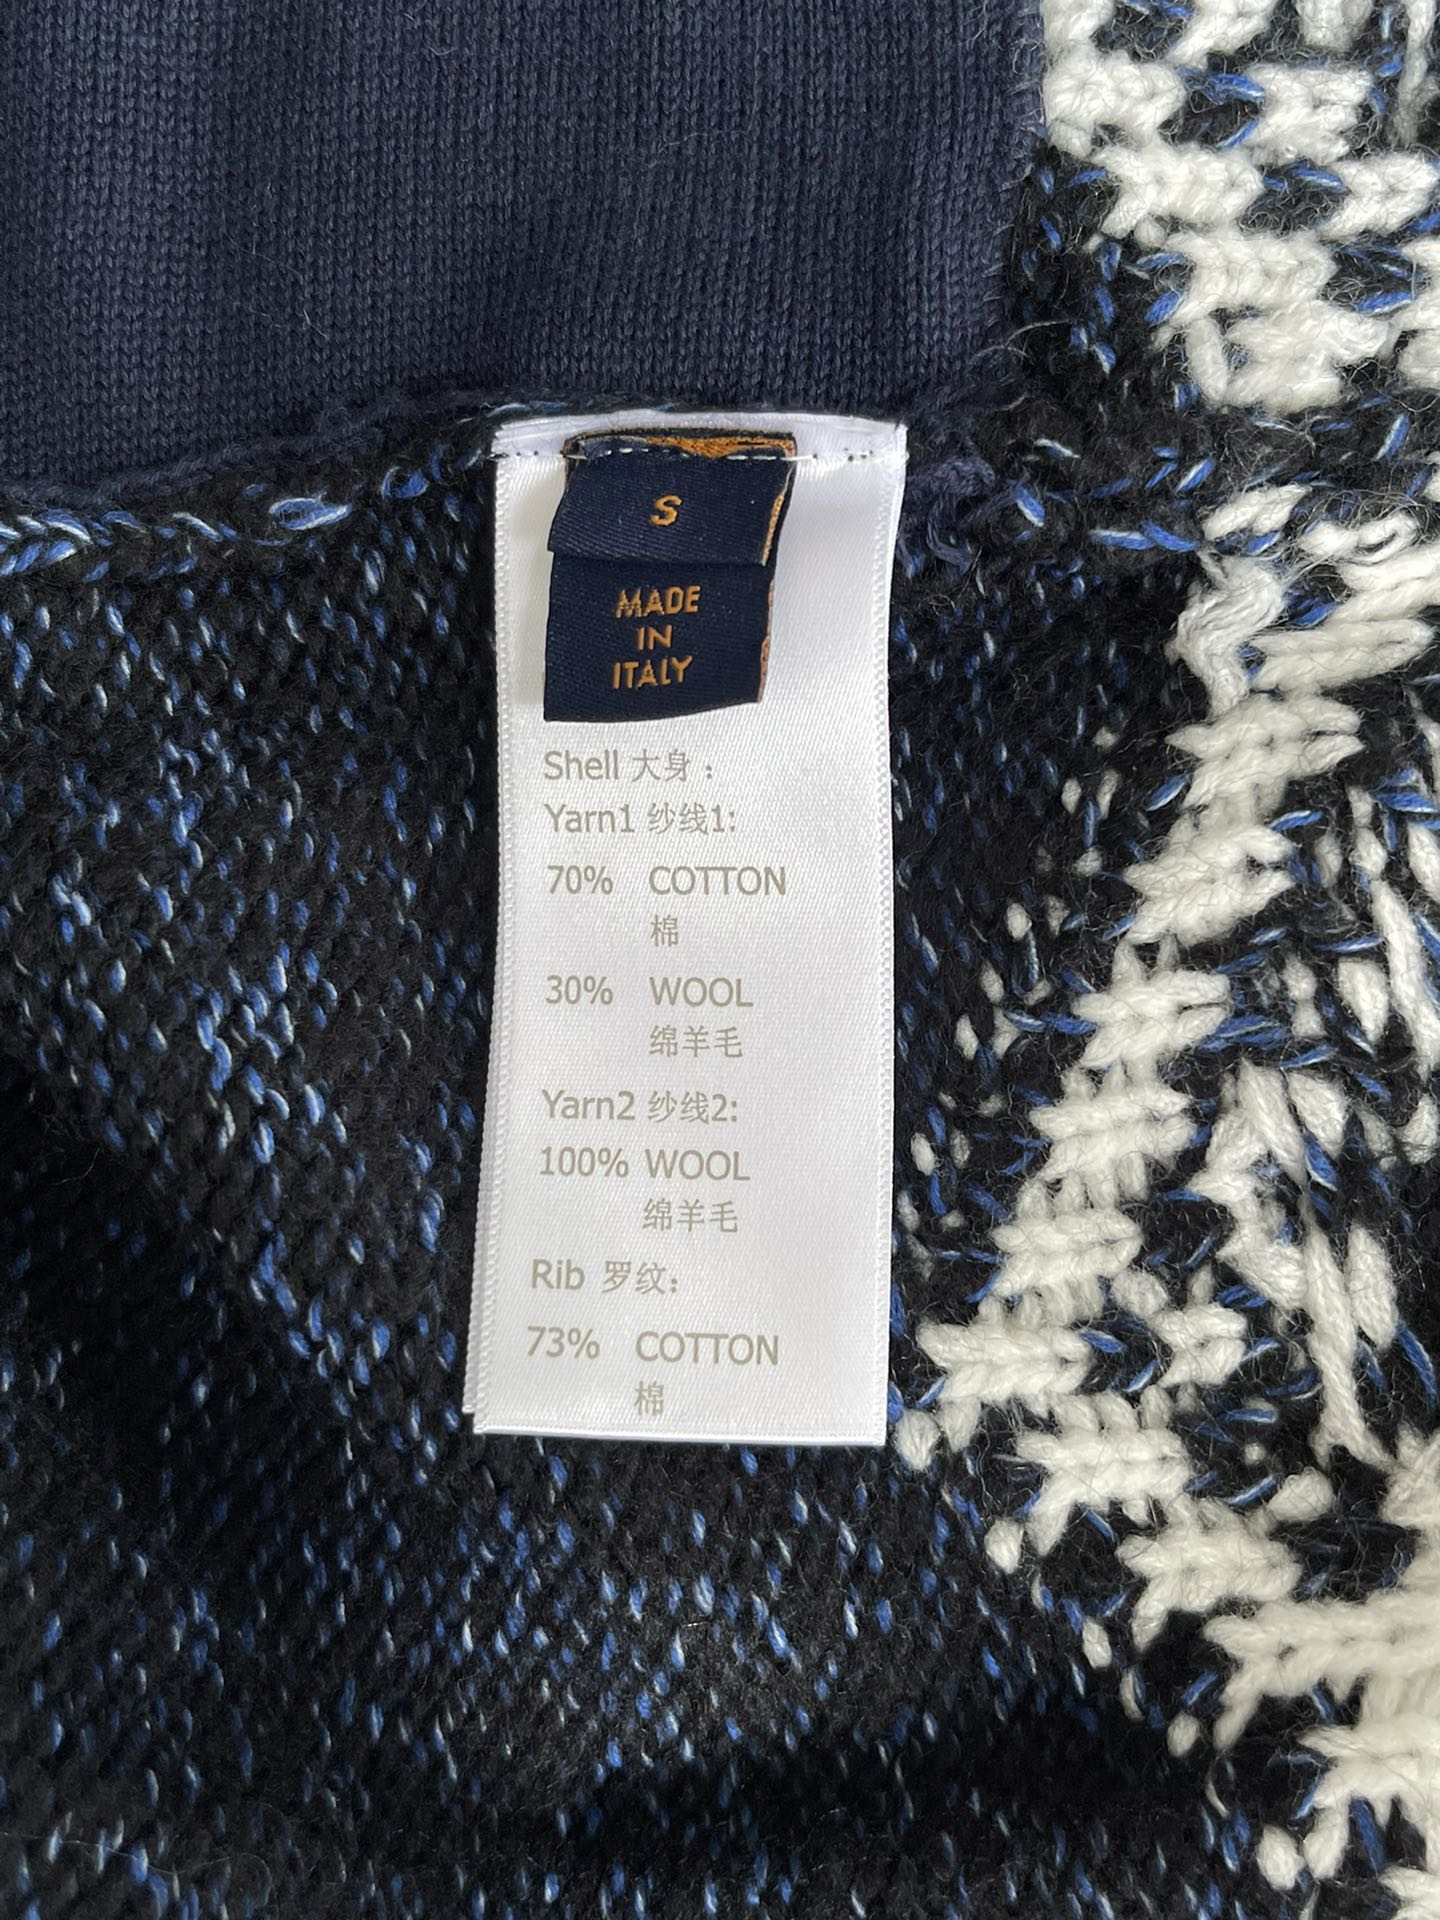 S
MADE
IN
ITALY
Shell 大身：
Yarn1 纱线1:
70% COTTON
棉
30% WOOL
绵羊毛
Yarn2 纱线2:
100% WOOL
绵羊毛
Rib 罗纹：
73% COTTON
棉